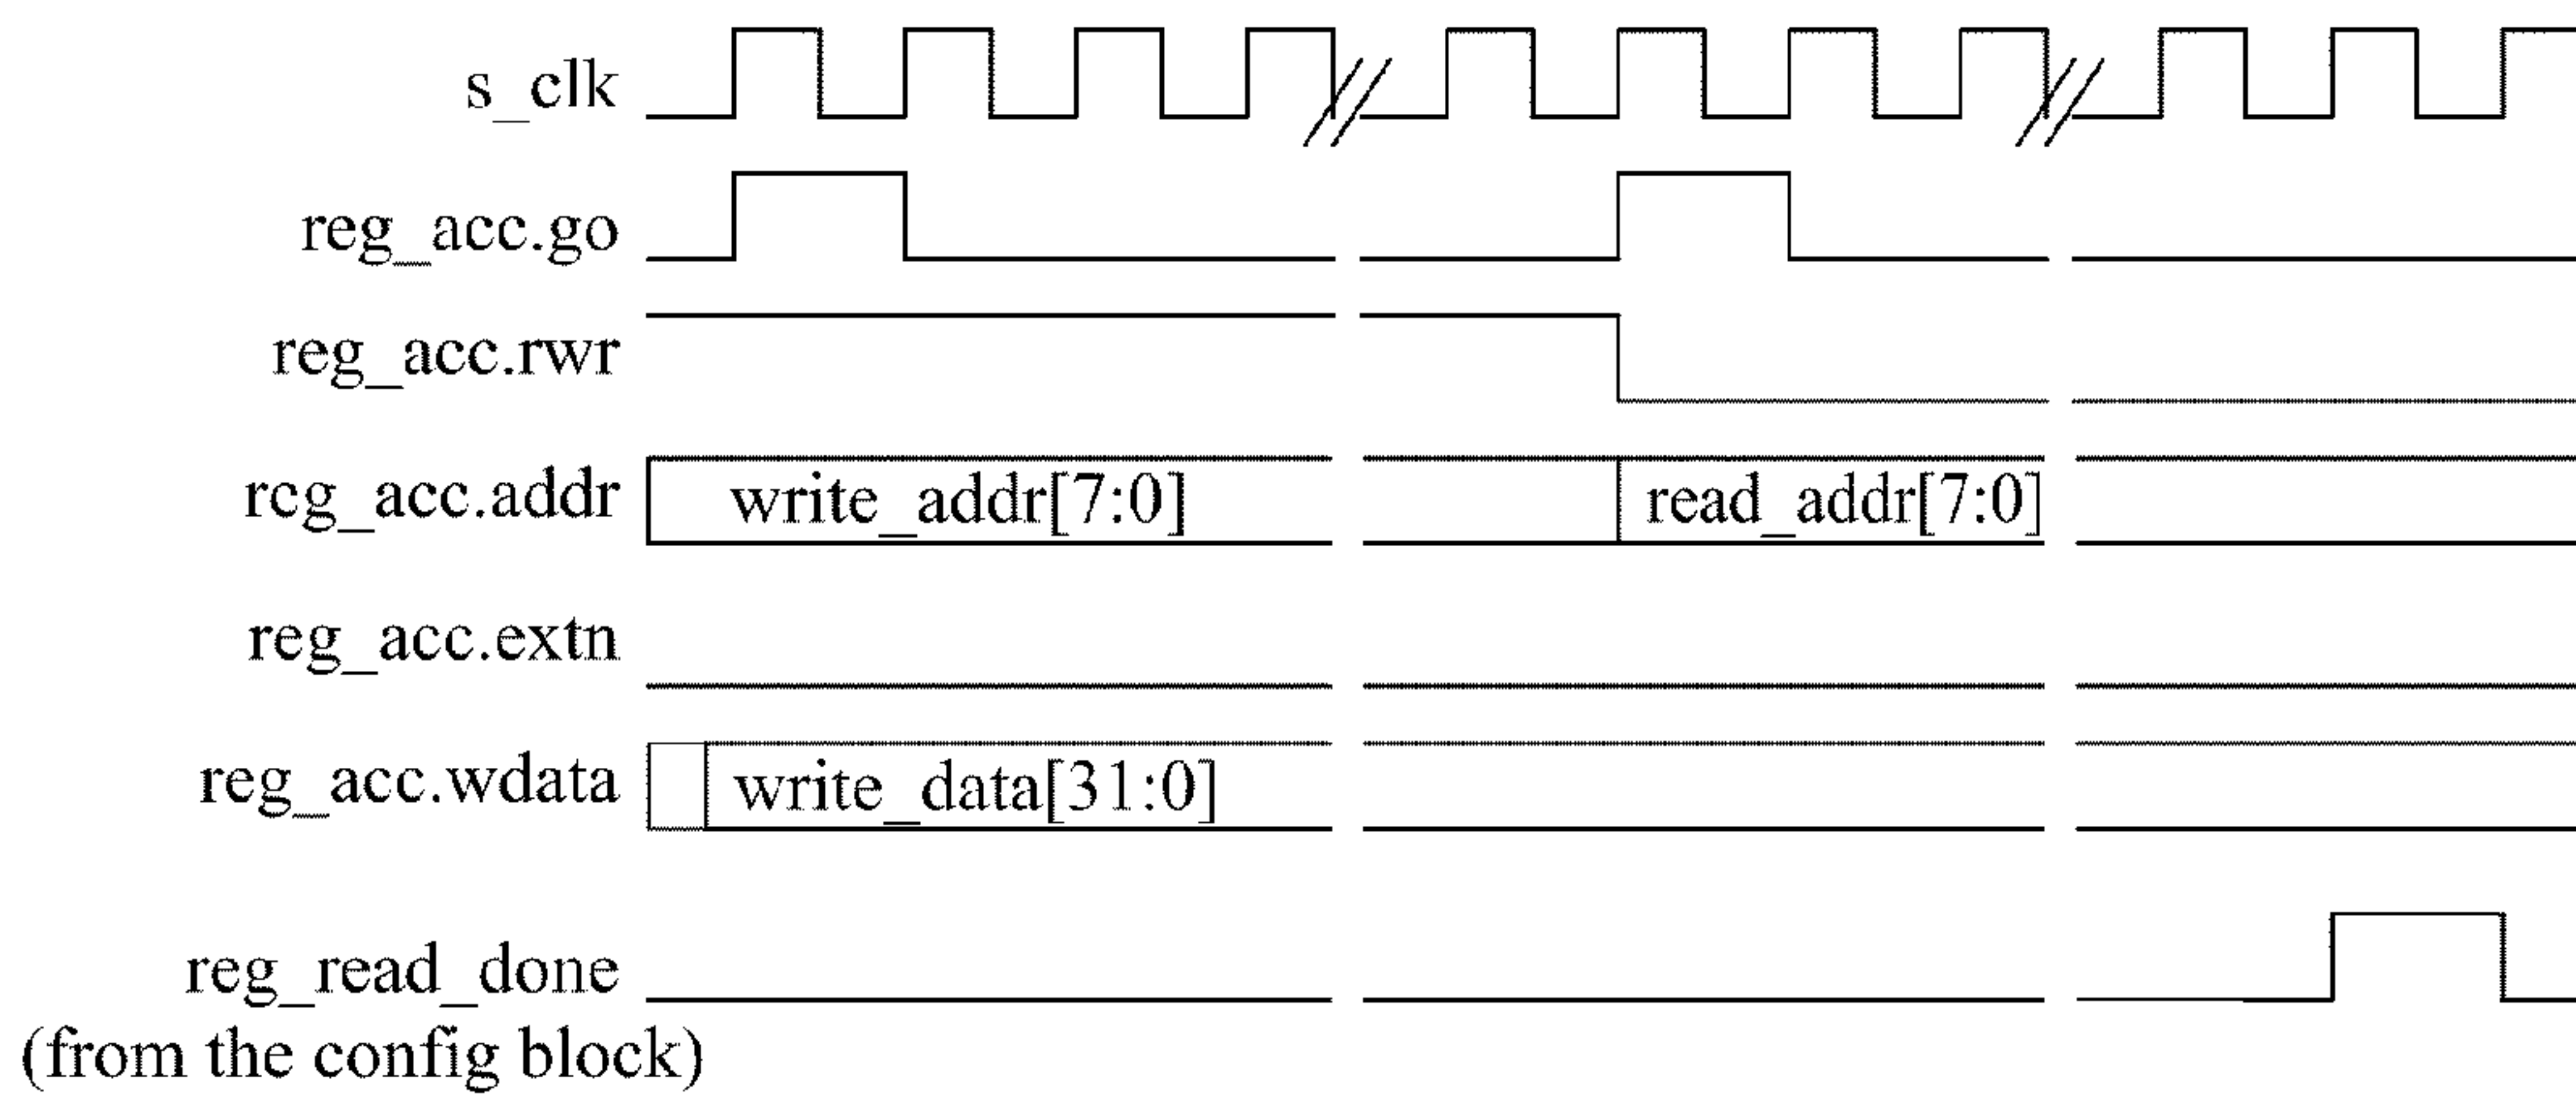 s_clk
reg_acc.go
reg_acc.rwr
rcg_acc.addr write_addr[7:0] read_addr[7:0]
reg_acc.extn
reg_acc.wdata write_data[31:0]
reg_read_done
(from the config block)